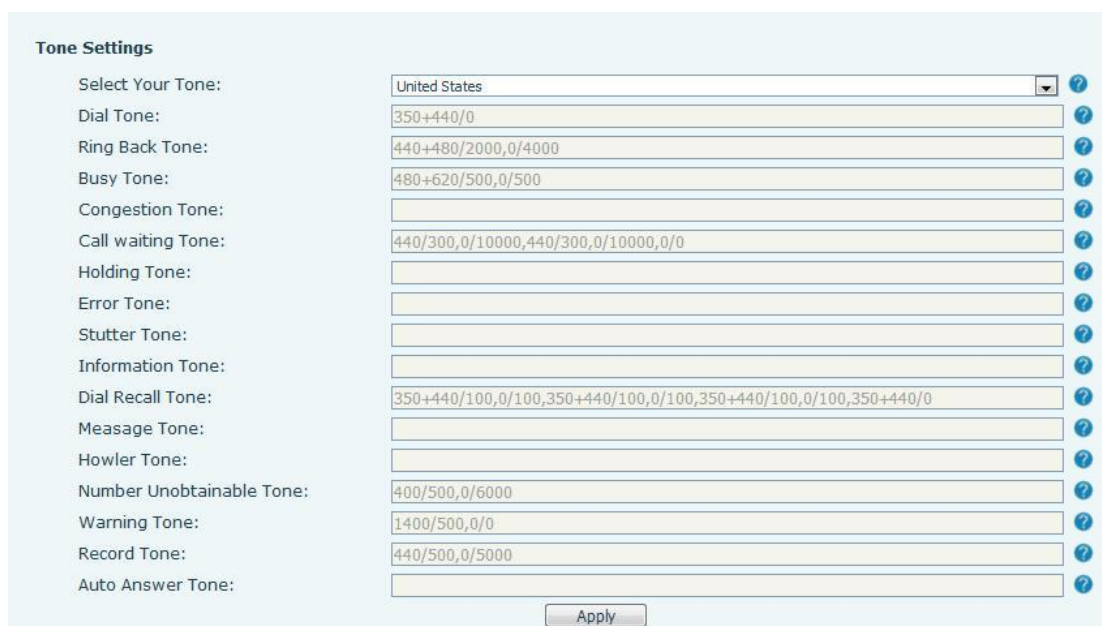 Tone Settings
Select Your Tone: United States
Dial Tone: 350+440/0
Ring Back Tone: 440+480/2000,0/4000
Busy Tone: 480+620/500,0/500
Congestion Tone:
Call waiting Tone: 440/300,0/10000,440/300,0/10000,0/0
Holding Tone:
Error Tone:
Stutter Tone:
Information Tone:
Dial Recall Tone: 350+440/100,0/100,350+440/100,0/100,350+440/100,0/100,350+440/0
Measage Tone:
Howler Tone:
Number Unobtainable Tone: 400/500,0/6000
Warning Tone: 1400/500,0/0
Record Tone: 440/500,0/5000
Auto Answer Tone:
Apply